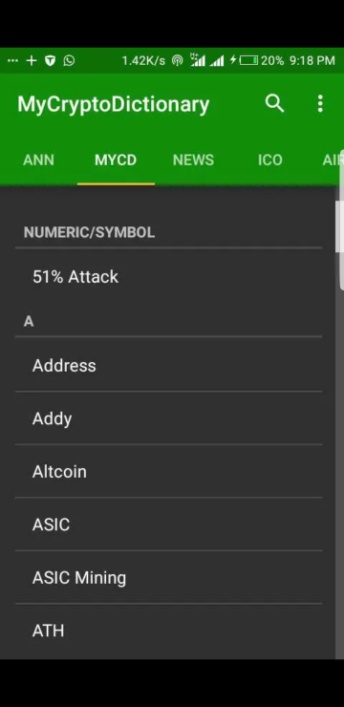 1.42K/s 20% 9:18 PM
MyCryptoDictionary
ANN MYCD NEWS ICO
NUMERIC/SYMBOL
51% Attack
A
Address
Addy
Altcoin
ASIC
ASIC Mining
ATH